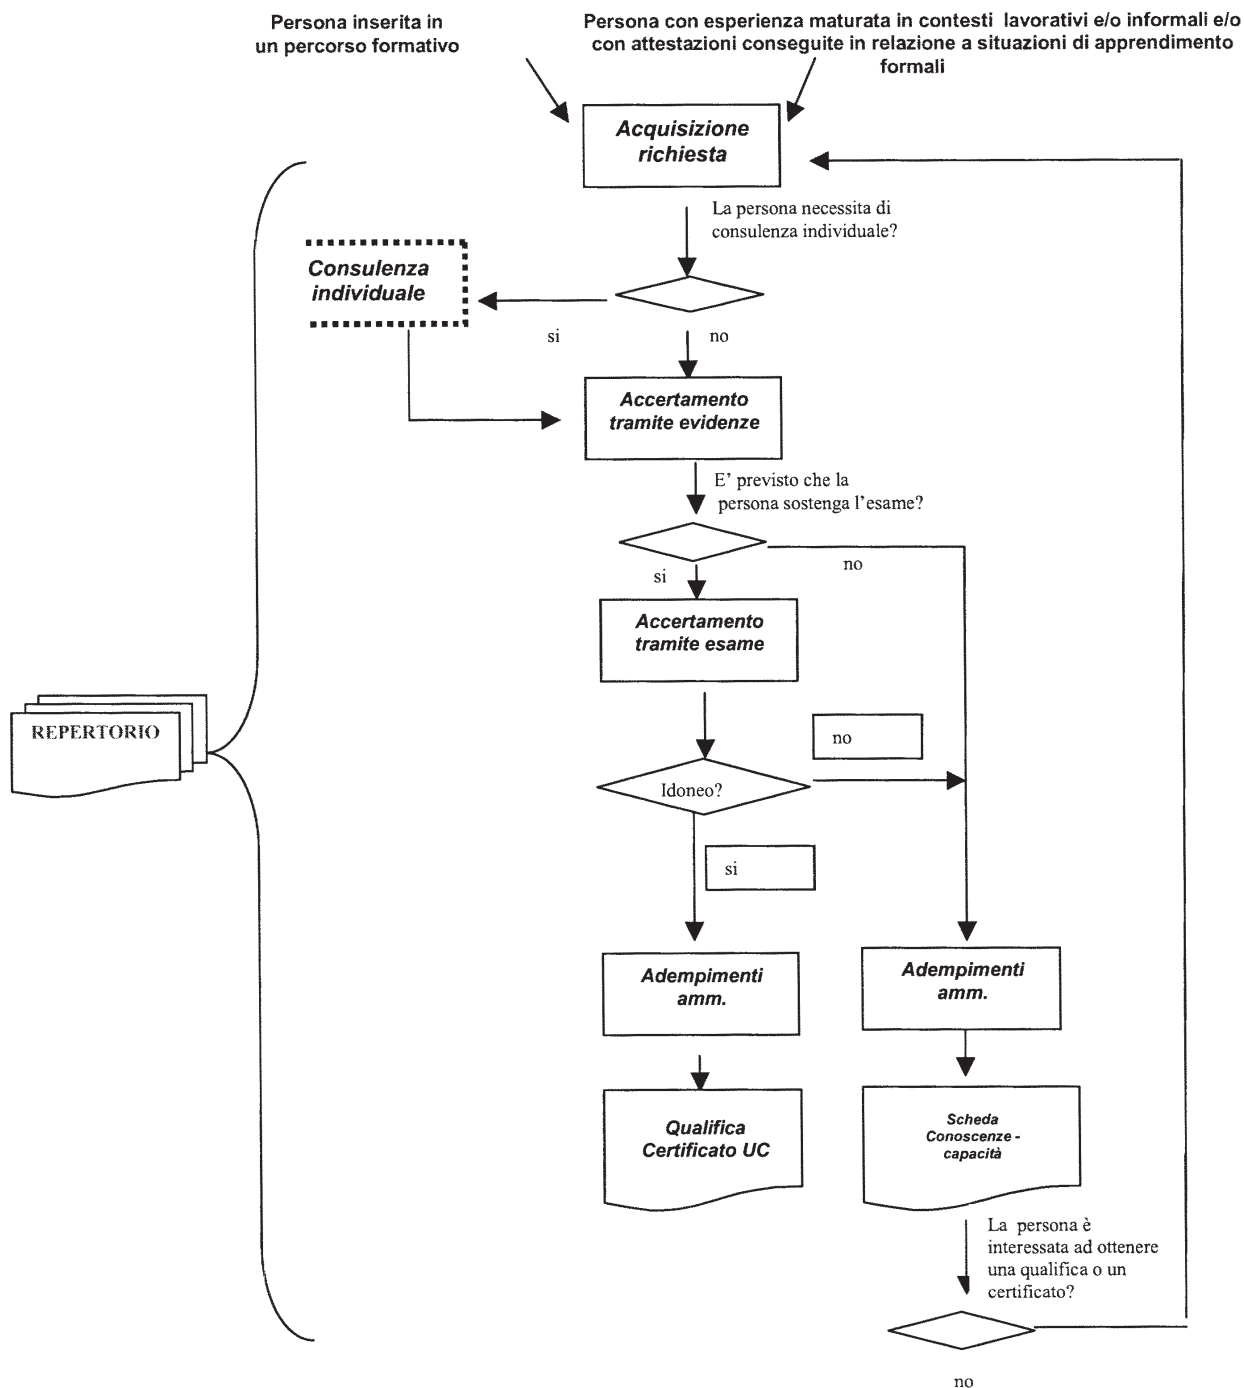 Persona inserita in
un percorso formativo
Persona con esperienza maturata in contesti lavorativi e/o informali e/o
con attestazioni conseguite in relazione a situazioni di apprendimento
formali
Acquisizione
richiesta
La persona necessita di
consulenza individuale?
Consulenza
individuale
si
no
Accertamento
tramite evidenze
E' previsto che la
persona sostenga l'esame?
no
si
Accertamento
tramite esame
REPERTORIO
no
Idoneo?
si
Adempimenti
amm.
Adempimenti
amm.
Qualifica
Certificato UC
Scheda
Conoscenze -
capacità
La persona è
interessata ad ottenere
una qualifica o un
certificato?
no